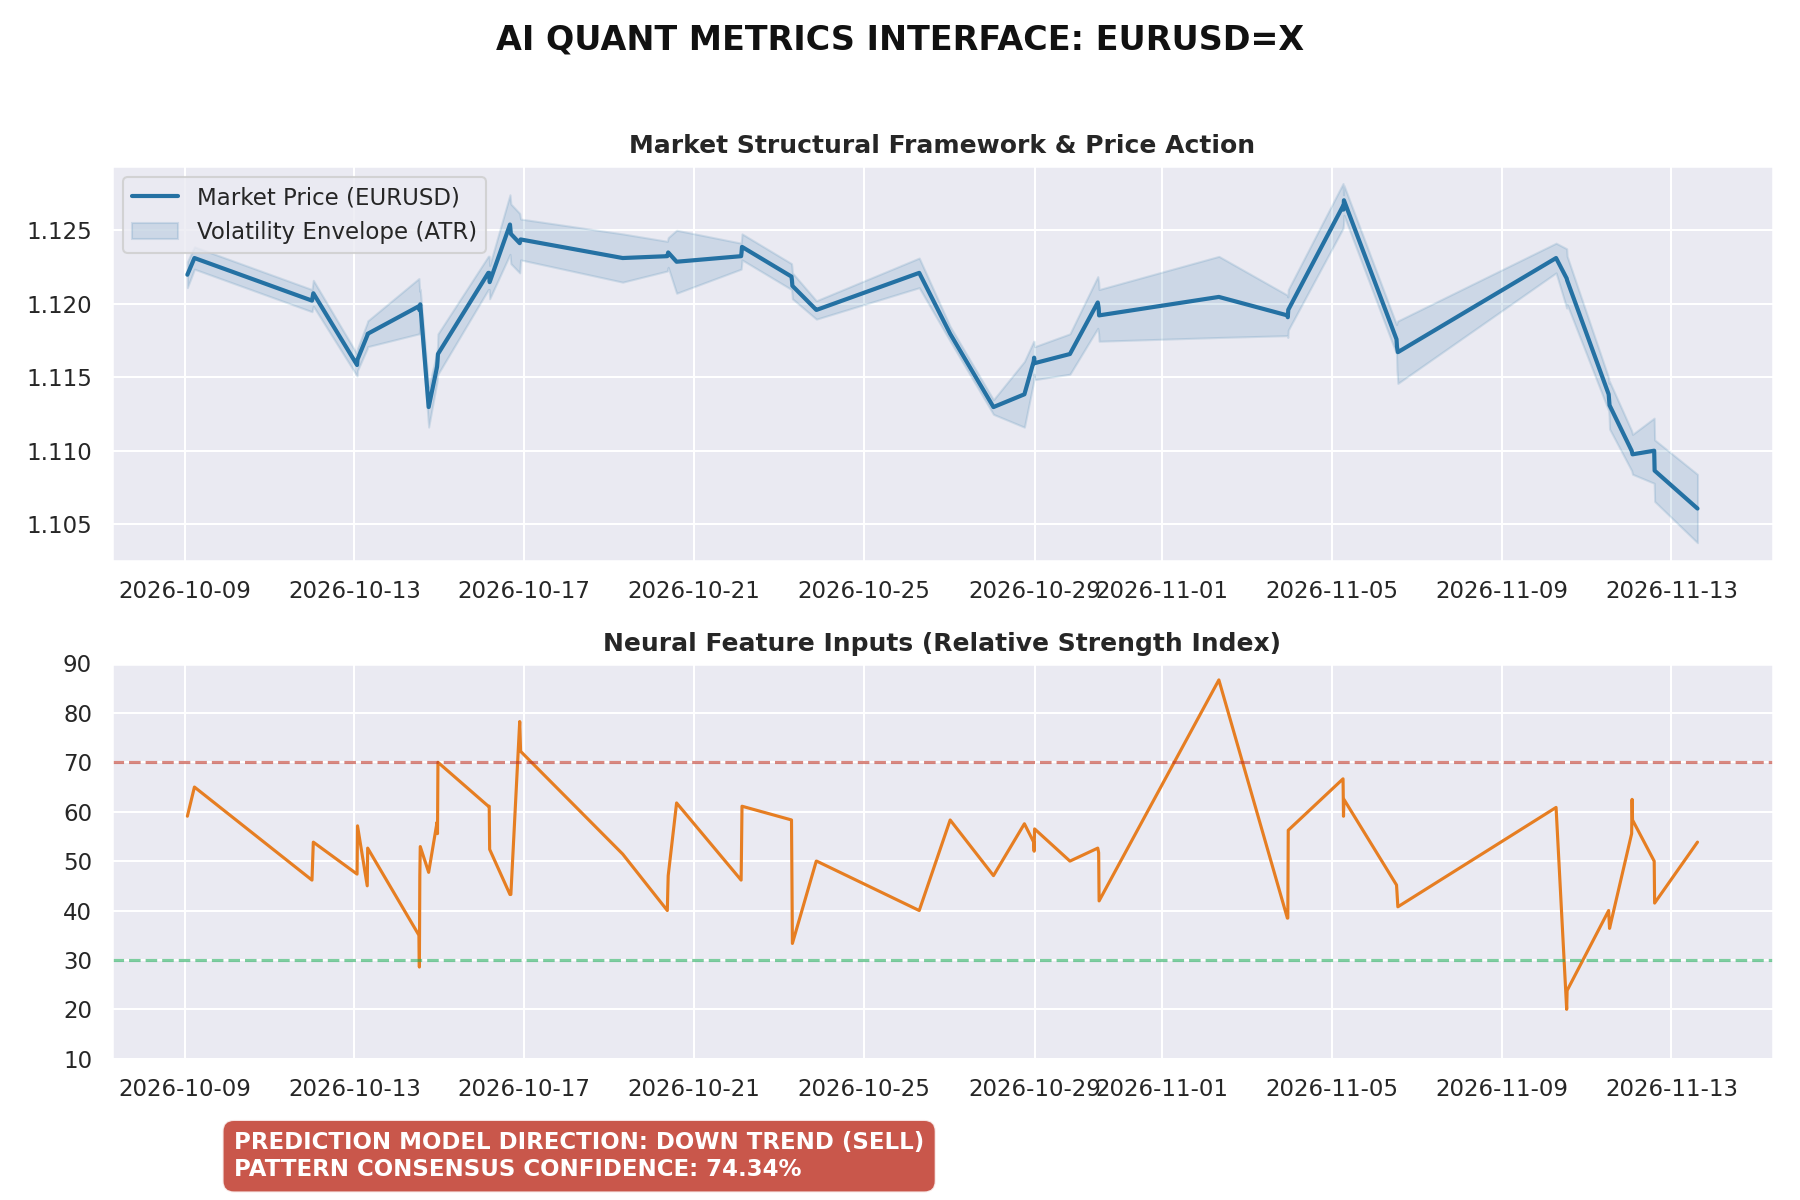 AI QUANT METRICS INTERFACE: EURUSD=X
Market Structural Framework & Price Action
Market Price (EURUSD)
Volatility Envelope (ATR)
1.125
1.120
1.115
1.110
1.105
2026-10-09 2026-10-13 2026-10-17 2026-10-21 2026-10-25 2026-10-29 2026-11-01 2026-11-05 2026-11-09 2026-11-13
Neural Feature Inputs (Relative Strength Index)
90
80
70
60
50
40
30
20
10
2026-10-09 2026-10-13 2026-10-17 2026-10-21 2026-10-25 2026-10-29 2026-11-01 2026-11-05 2026-11-09 2026-11-13
PREDICTION MODEL DIRECTION: DOWN TREND (SELL)
PATTERN CONSENSUS CONFIDENCE: 74.34%